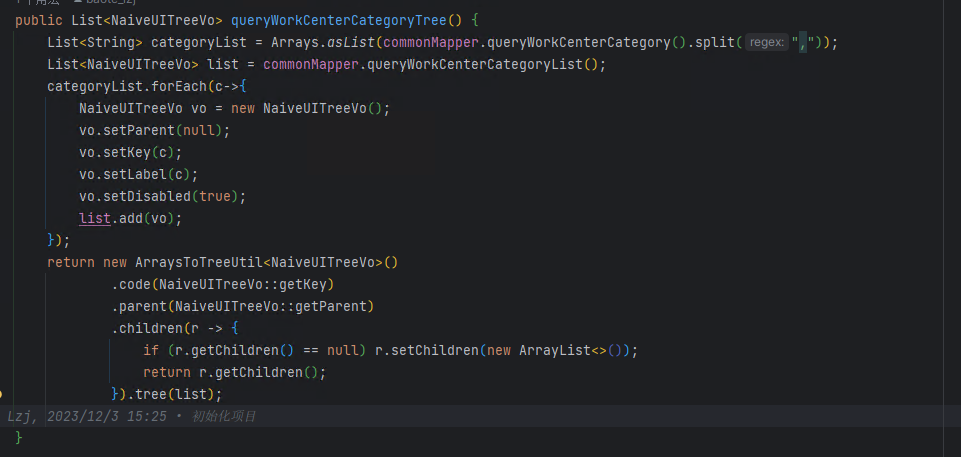 public List<NaiveUITreeVo> queryWorkCenterCategoryTree() {
List<String> categoryList = Arrays.asList(commonMapper.queryWorkCenterCategory().split( regex: ","));
List<NaiveUITreeVo> list = commonMapper.queryWorkCenterCategoryList();
categoryList.forEach(c->{
NaiveUITreeVo vo = new NaiveUITreeVo();
vo.setParent(null);
vo.setKey(c);
vo.setLabel(c);
vo.setDisabled(true);
list.add(vo);
});
return new ArraysToTreeUtil<NaiveUITreeVo>()
.code(NaiveUITreeVo::getKey)
.parent(NaiveUITreeVo::getParent)
.children(r -> {
if (r.getChildren() == null) r.setChildren(new ArrayList<>());
return r.getChildren();
}).tree(list);
Lzj, 2023/12/3 15:25 • 初始化项目
}